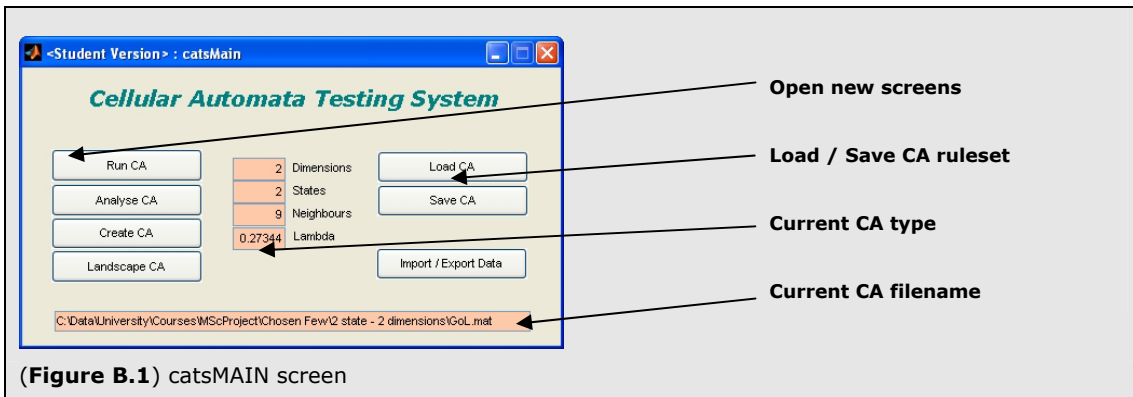 <Student Version> : catsMain
Cellular Automata Testing System
Run CA
Analyse CA
Create CA
Landscape CA
2 Dimensions
2 States
9 Neighbours
0.27344 Lambda
Load CA
Save CA
Import / Export Data
C:\Data\University\Courses\MScProject\Chosen Few\2 state - 2 dimensions\GoL.mat
Open new screens
Load / Save CA ruleset
Current CA type
Current CA filename
(Figure B.1) catsMAIN screen